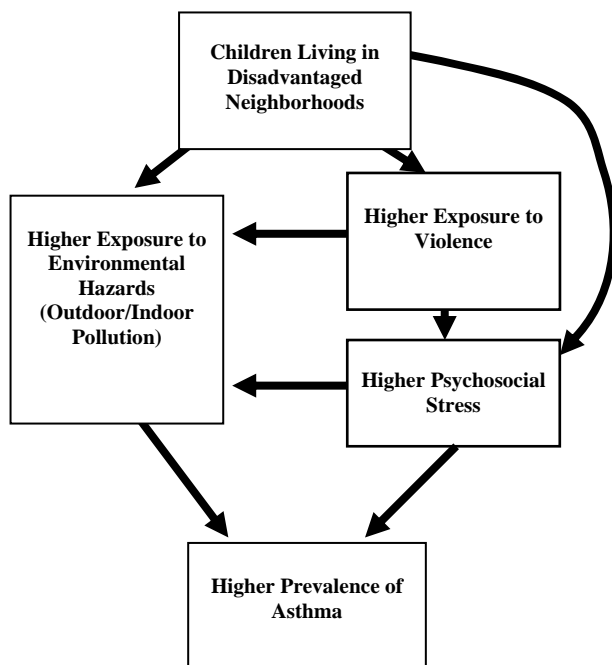 Children Living in
Disadvantaged
Neighborhoods
Higher Exposure to
Environmental
Hazards
(Outdoor/Indoor
Pollution)
Higher Exposure to
Violence
Higher Psychosocial
Stress
Higher Prevalence of
Asthma